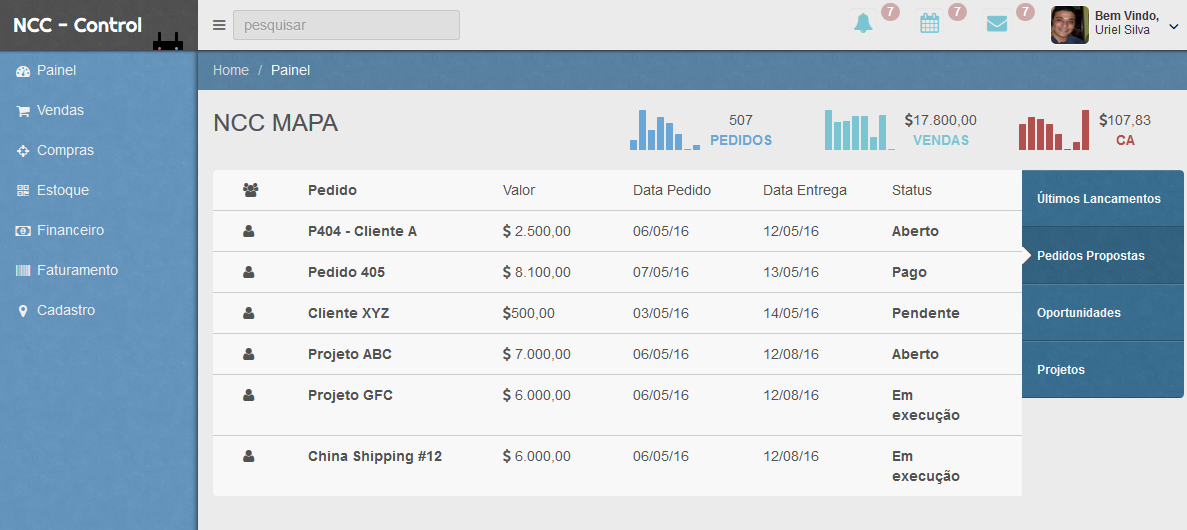 NCC - Control
pesquisar
7
7
7
Bem Vindo,
Uriel Silva
Painel
Vendas
Compras
Estoque
Financeiro
Faturamento
Cadastro
Home / Painel
NCC MAPA
507
PEDIDOS
$17.800,00
VENDAS
$107,83
CA
Pedido Valor Data Pedido Data Entrega Status
P404 - Cliente A $ 2.500,00 06/05/16 12/05/16 Aberto
Pedido 405 $ 8.100,00 07/05/16 13/05/16 Pago
Cliente XYZ $500,00 03/05/16 14/05/16 Pendente
Projeto ABC $ 7.000,00 06/05/16 12/08/16 Aberto
Projeto GFC $ 6.000,00 06/05/16 12/08/16 Em
execução
China Shipping #12 $ 6.000,00 06/05/16 12/08/16 Em
execução
Últimos Lancamentos
Pedidos Propostas
Oportunidades
Projetos